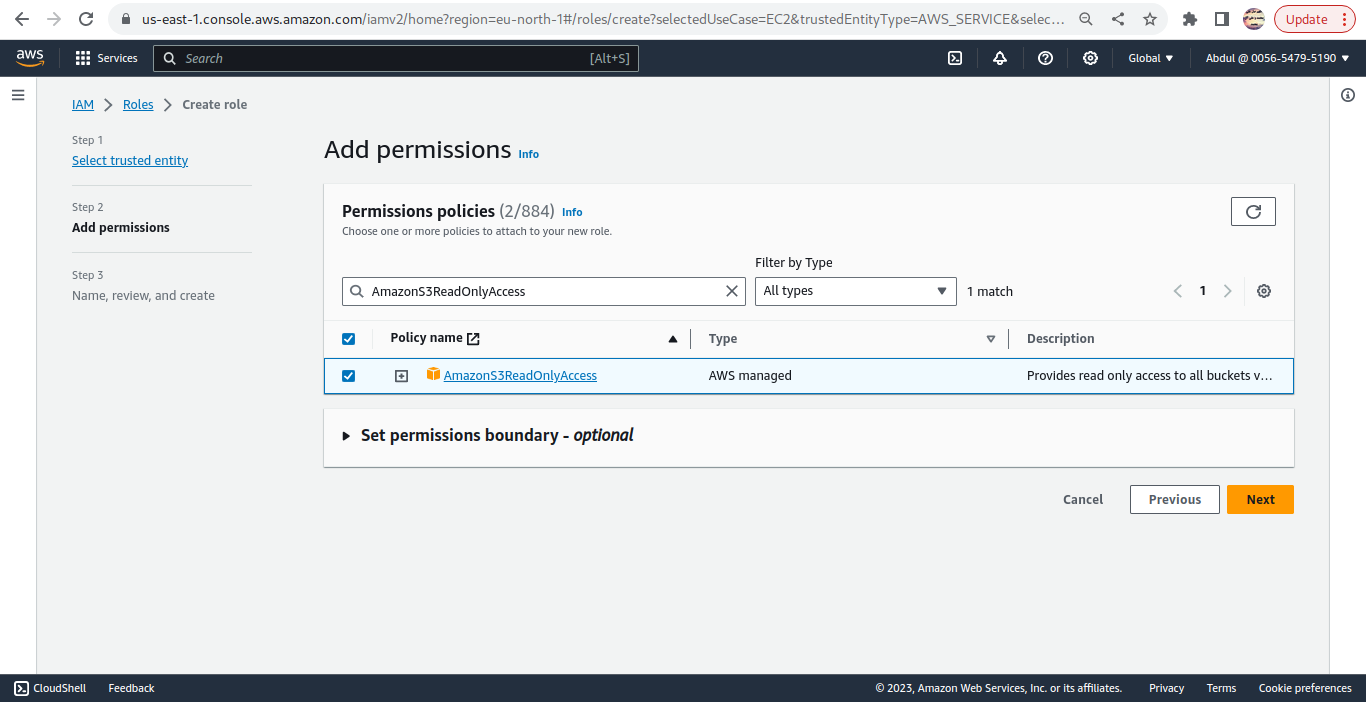 us-east-1.console.aws.amazon.com/iamv2/home?region=eu-north-1#/roles/create?selectedUseCase=EC2&trustedEntityType=AWS_SERVICE&selec...
Update
aws
Services
Search
[Alt+S]
Global
Abdul @ 0056-5479-5190
IAM > Roles > Create role
Step 1
Select trusted entity
Step 2
Add permissions
Step 3
Name, review, and create
Add permissions Info
Permissions policies (2/884) Info
Choose one or more policies to attach to your new role.
Filter by Type
AmazonS3ReadOnlyAccess
All types
1 match
1
Policy name
Type
Description
AmazonS3ReadOnlyAccess
AWS managed
Provides read only access to all buckets v...
Set permissions boundary - optional
Cancel
Previous
Next
CloudShell
Feedback
© 2023, Amazon Web Services, Inc. or its affiliates.
Privacy
Terms
Cookie preferences